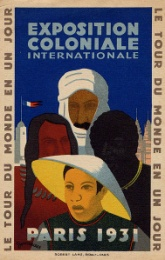 EXPOSITION
COLONIALE
INTERNATIONALE
LE TOUR DU MONDE EN UN JOUR
LE TOUR DU MONDE EN UN JOUR
PARIS 1931